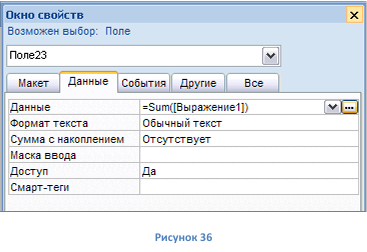 Окно свойств
Возможен выбор: Поле
Поле23
Макет Данные События Другие Все
Данные =Sum([Выражение1])
Формат текста Обычный текст
Сумма с накоплением Отсутствует
Маска ввода
Доступ Да
Смарт-теги
Рисунок 36